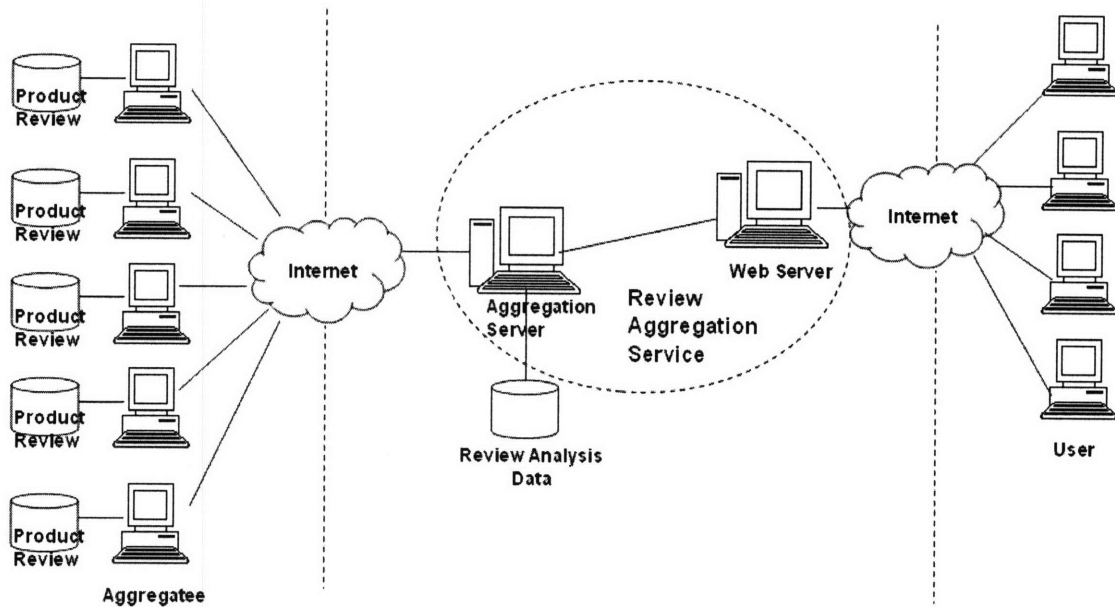 Product
Review
Product
Review
Product
Review
Product
Review
Product
Review
Aggregatee
Internet
Aggregation
Server
Review Analysis
Data
Review
Aggregation
Service
Web Server
Internet
User